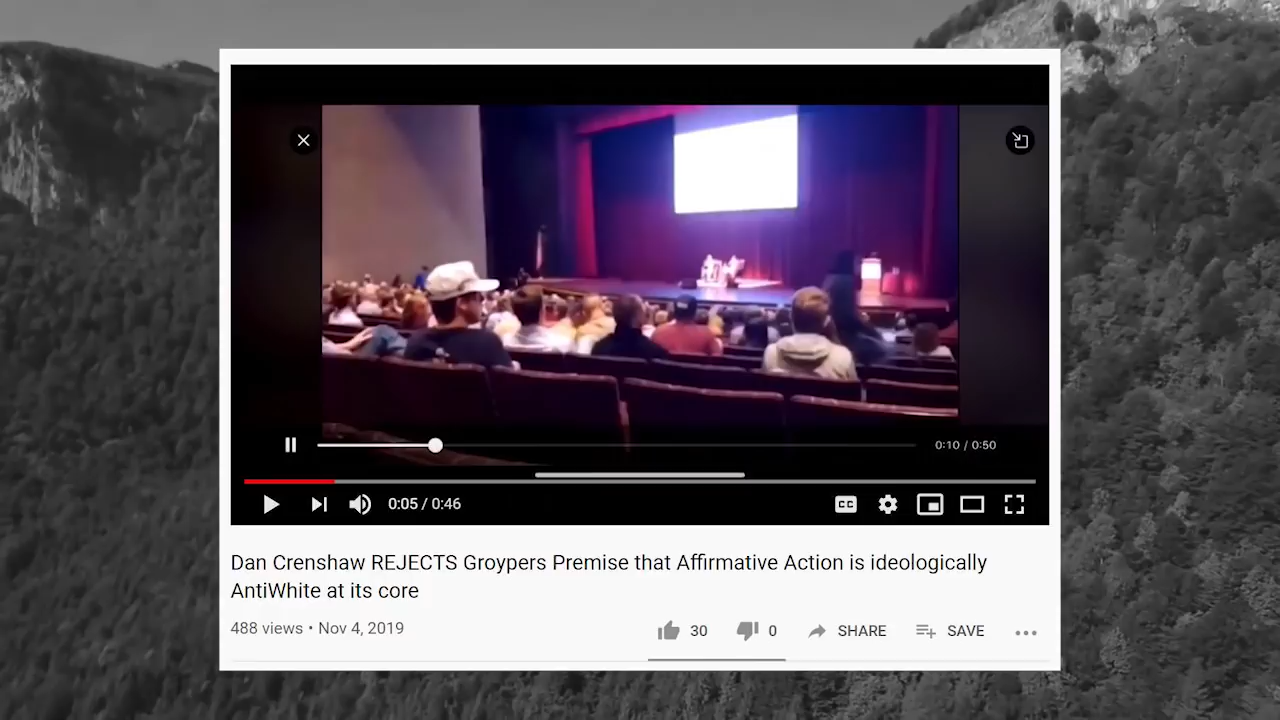 0:10 / 0:50
0:05 / 0:46
CC
Dan Crenshaw REJECTS Groypers Premise that Affirmative Action is ideologically
AntiWhite at its core
488 views • Nov 4, 2019
30
0
SHARE
SAVE